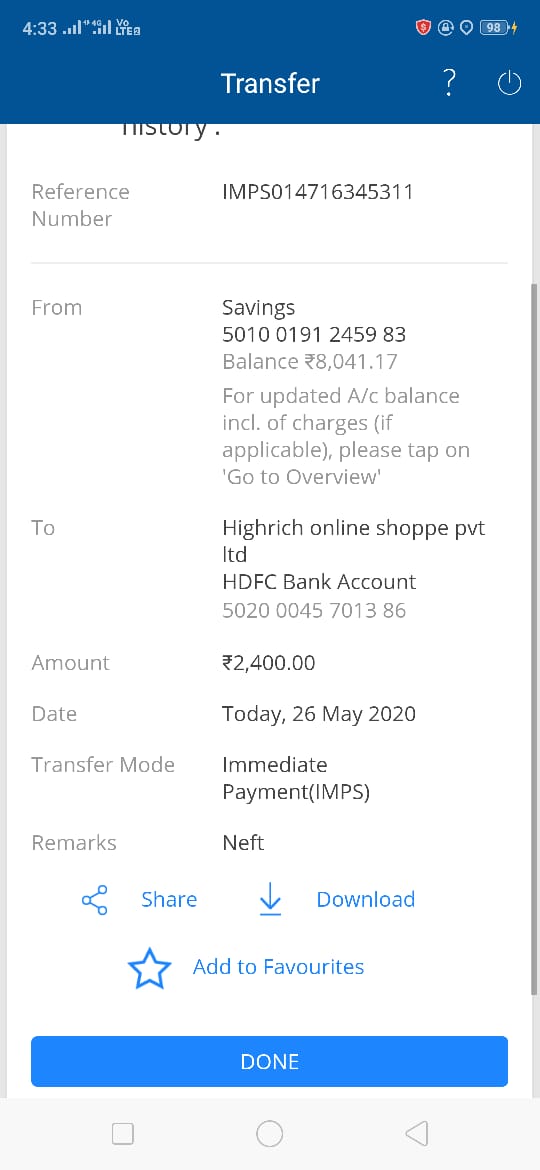 4:33
4G
Vo
LTE2
98
Transfer
?
history .
Reference
Number
IMPS014716345311
From
Savings
5010 0191 2459 83
Balance ₹8,041.17
For updated A/c balance
incl. of charges (if
applicable), please tap on
'Go to Overview'
To
Highrich online shoppe pvt
ltd
HDFC Bank Account
5020 0045 7013 86
Amount
₹2,400.00
Date
Today, 26 May 2020
Transfer Mode
Immediate
Payment(IMPS)
Remarks
Neft
Share
Download
Add to Favourites
DONE